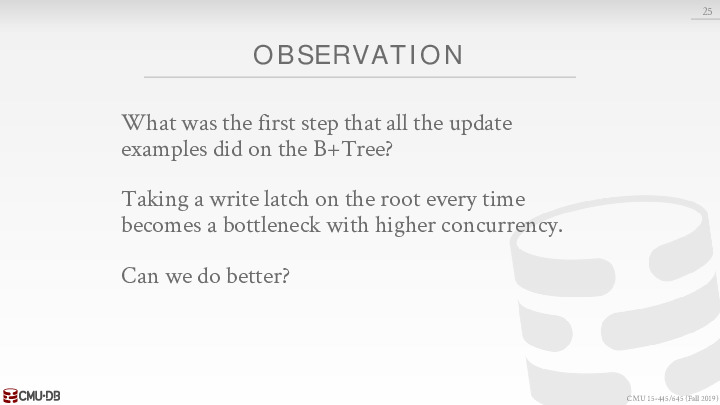 25
OBSERVATION
What was the first step that all the update
examples did on the B+Tree?
Taking a write latch on the root every time
becomes a bottleneck with higher concurrency.
Can we do better?
CMU·DB
CMU 15-445/645 (Fall 2019)